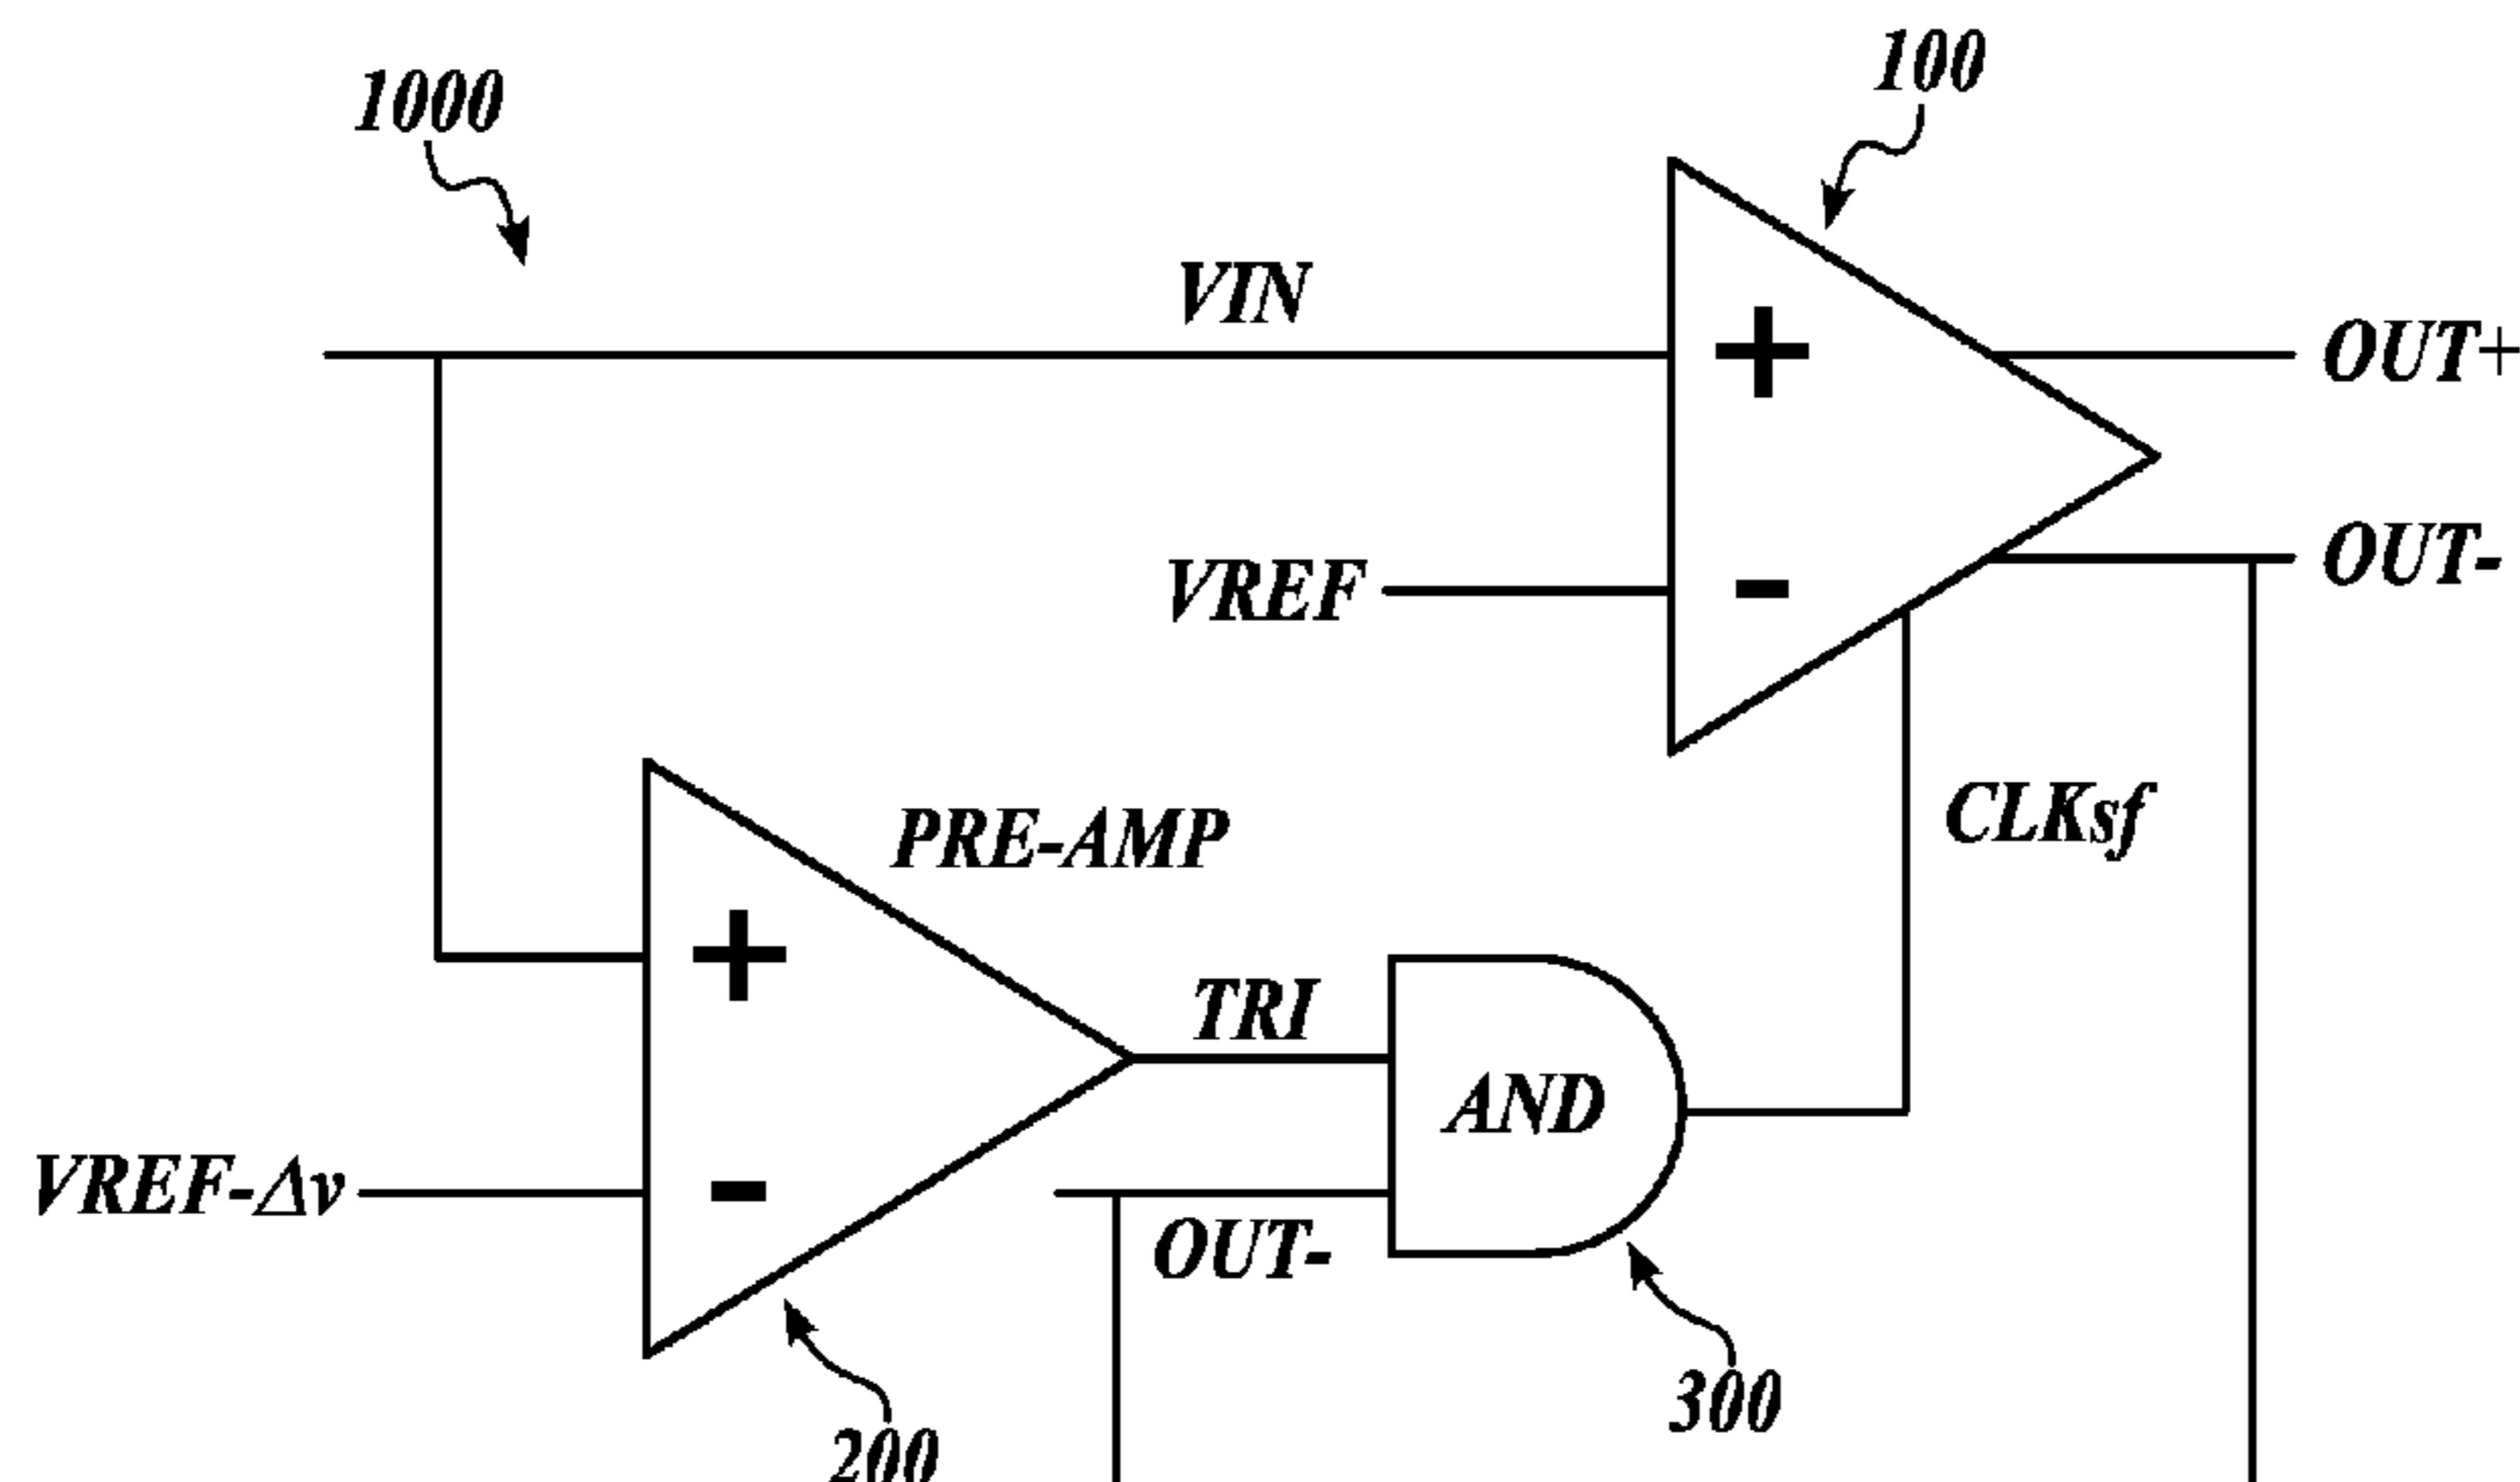 1000
100
VIN
+
OUT+
VREF
-
OUT-
PRE-AMP
CLKsf
+
TRI
AND
VREF-Δv
-
OUT-
300
200